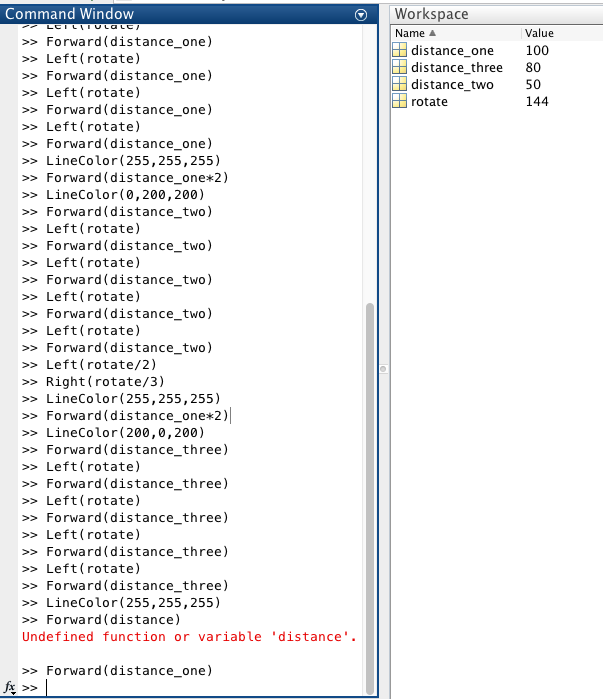 Command Window
>> Left(rotate)
>> Forward(distance_one)
>> Left(rotate)
>> Forward(distance_one)
>> Left(rotate)
>> Forward(distance_one)
>> Left(rotate)
>> Forward(distance_one)
>> LineColor(255,255,255)
>> Forward(distance_one*2)
>> LineColor(0,200,200)
>> Forward(distance_two)
>> Left(rotate)
>> Forward(distance_two)
>> Left(rotate)
>> Forward(distance_two)
>> Left(rotate)
>> Forward(distance_two)
>> Left(rotate)
>> Forward(distance_two)
>> Left(rotate/2)
>> Right(rotate/3)
>> LineColor(255,255,255)
>> Forward(distance_one*2)
>> LineColor(200,0,200)
>> Forward(distance_three)
>> Left(rotate)
>> Forward(distance_three)
>> Left(rotate)
>> Forward(distance_three)
>> Left(rotate)
>> Forward(distance_three)
>> Left(rotate)
>> Forward(distance_three)
>> LineColor(255,255,255)
>> Forward(distance)
Undefined function or variable 'distance'.
>> Forward(distance_one)
fx >>
Workspace
Name Value
distance_one 100
distance_three 80
distance_two 50
rotate 144